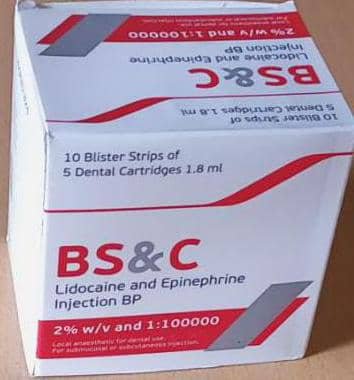 2% w/v and 1:100000
Lidocaine and Epinephrine
Injection BP
BS&C
10 Blister Strips of
5 Dental Cartridges 1.8 ml
10 Blister Strips of
5 Dental Cartridges 1.8 ml
BS&C
Lidocaine and Epinephrine
Injection BP
2% w/v and 1:100000
Local anaesthetic for dental use.
For submucosal or subcutaneous injection.